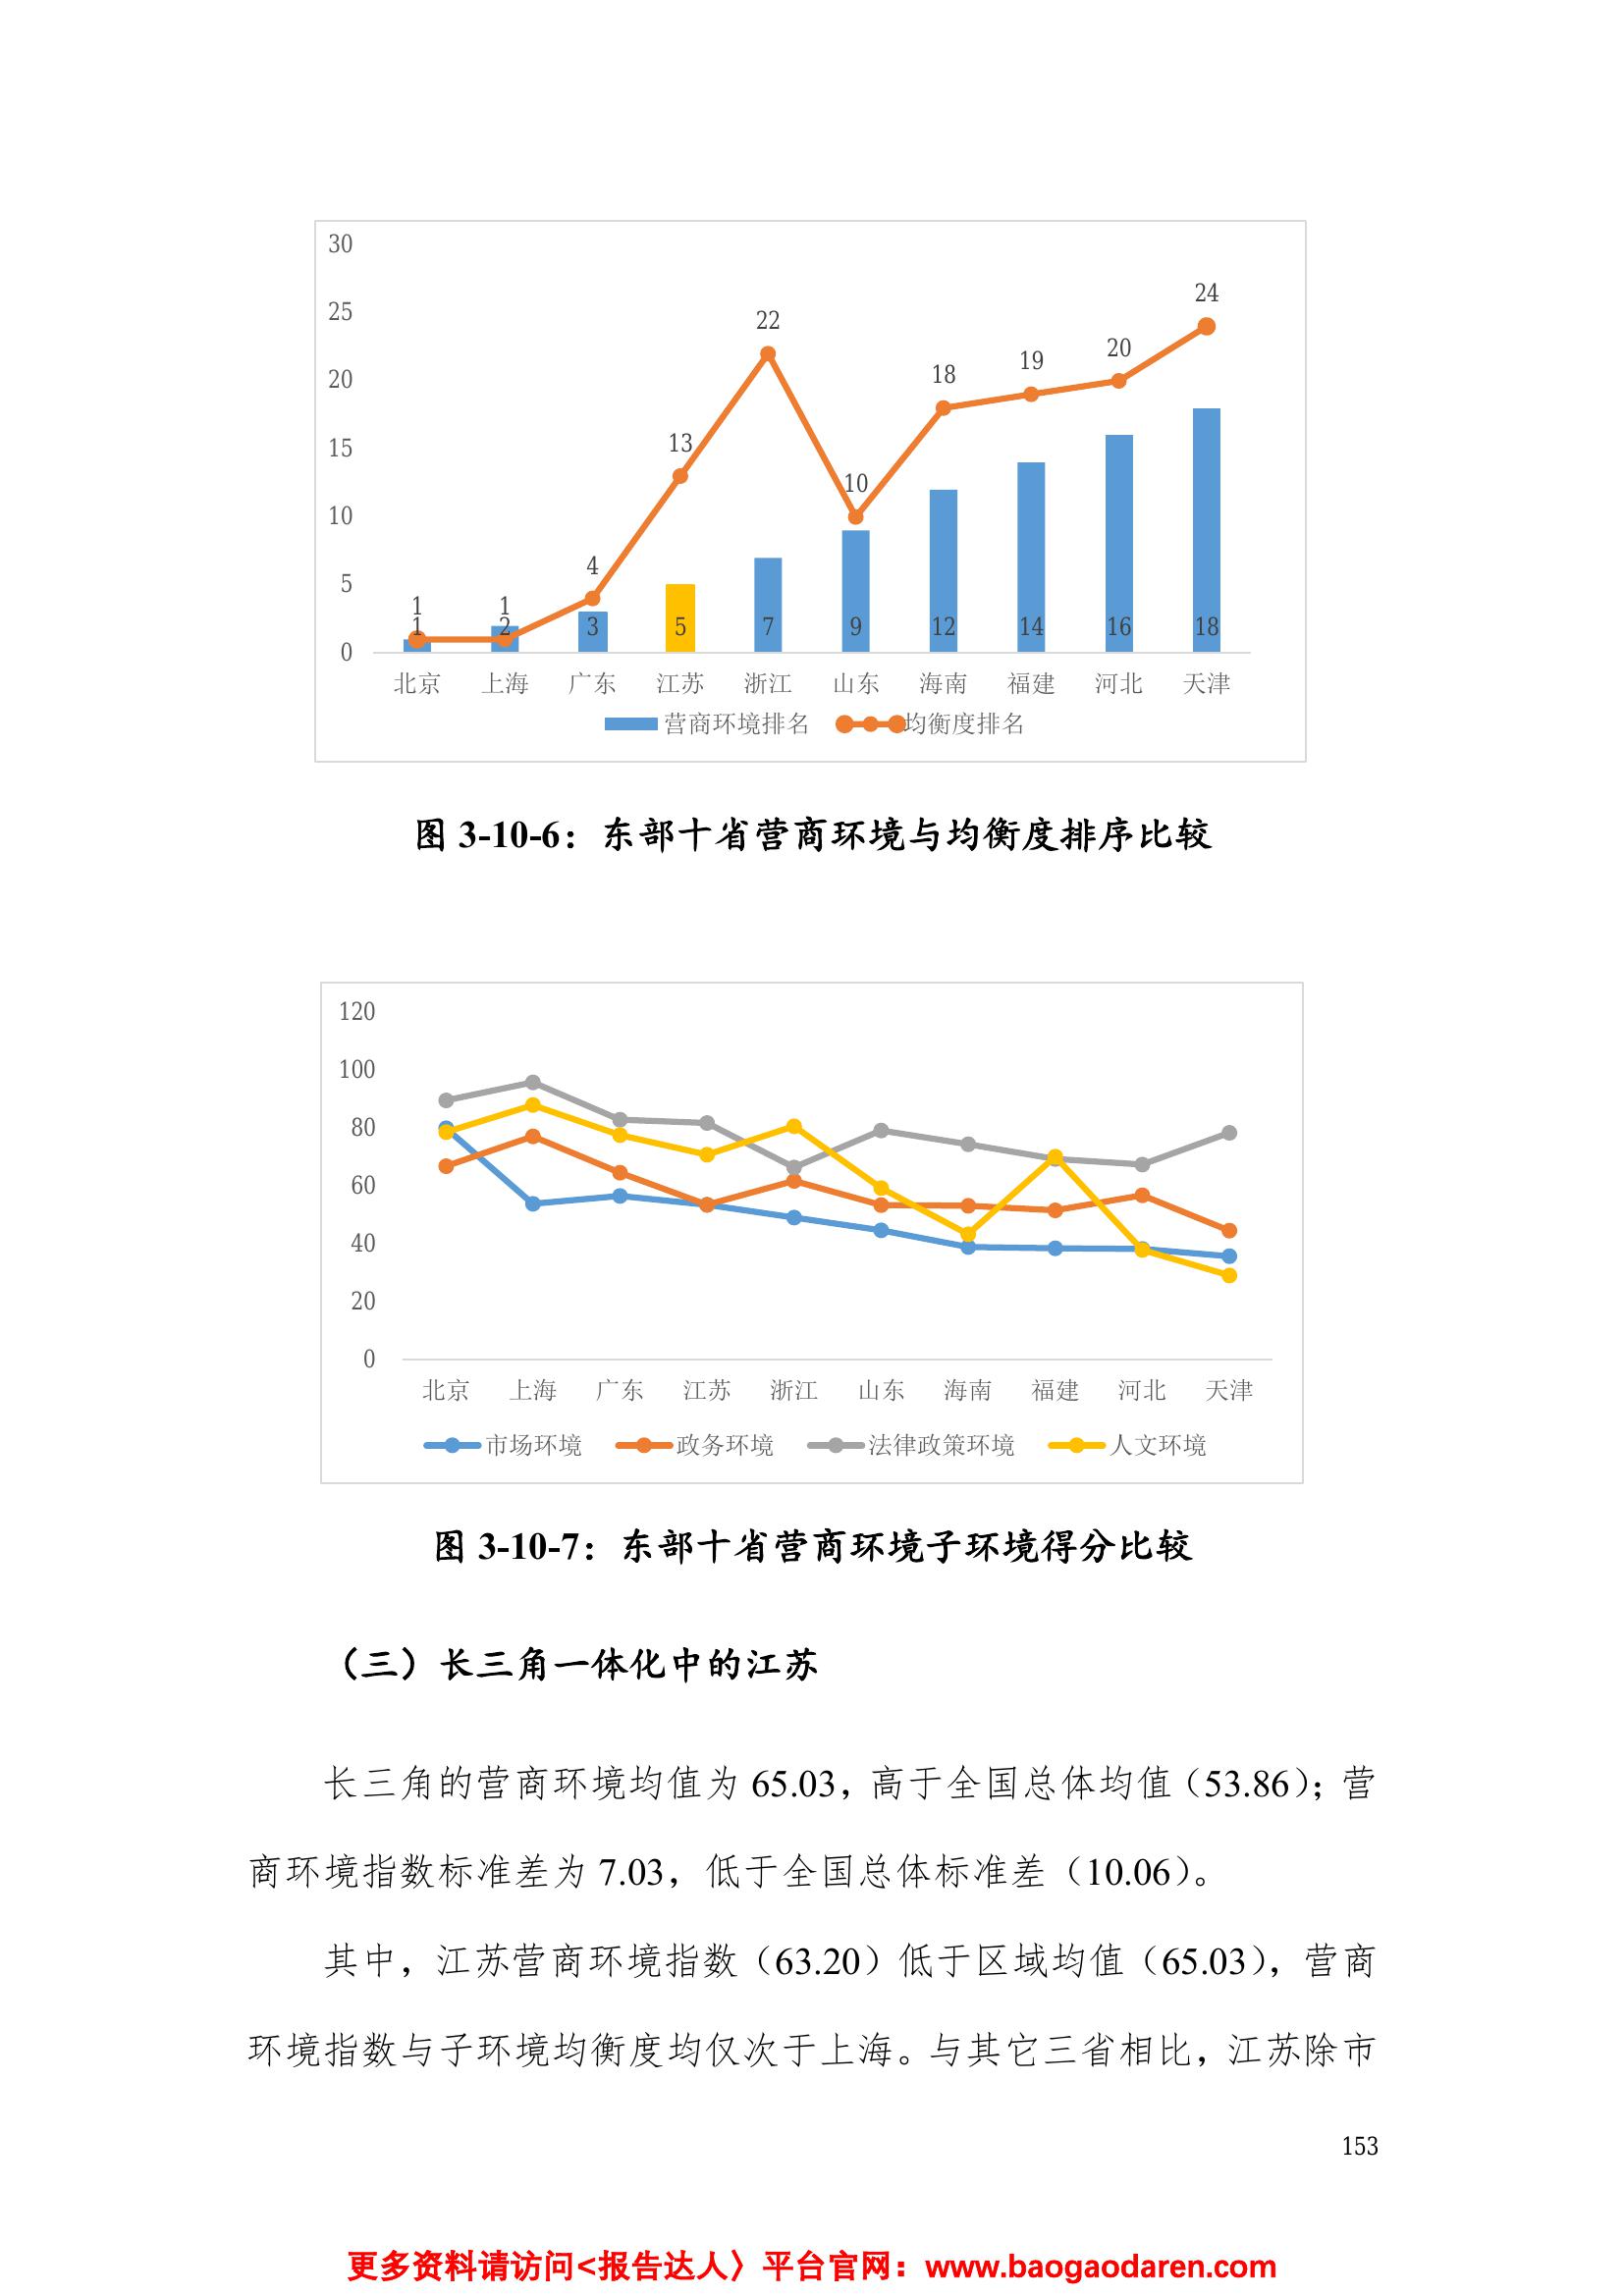 30
25
20
15
10
5
0
1
1
4
13
22
10
18
19
20
24
1
2
3
5
7
9
12
14
16
18
北京 上海 广东 江苏 浙江 山东 海南 福建 河北 天津
营商环境排名 均衡度排名
图 3-10-6：东部十省营商环境与均衡度排序比较
120
100
80
60
40
20
0
北京 上海 广东 江苏 浙江 山东 海南 福建 河北 天津
市场环境 政务环境 法律政策环境 人文环境
图 3-10-7：东部十省营商环境子环境得分比较
（三）长三角一体化中的江苏
长三角的营商环境均值为 65.03，高于全国总体均值（53.86）；营
商环境指数标准差为 7.03，低于全国总体标准差（10.06）。
其中，江苏营商环境指数（63.20）低于区域均值（65.03），营商
环境指数与子环境均衡度均仅次于上海。与其它三省相比，江苏除市
153
更多资料请访问<报告达人〉平台官网：www.baogaodaren.com